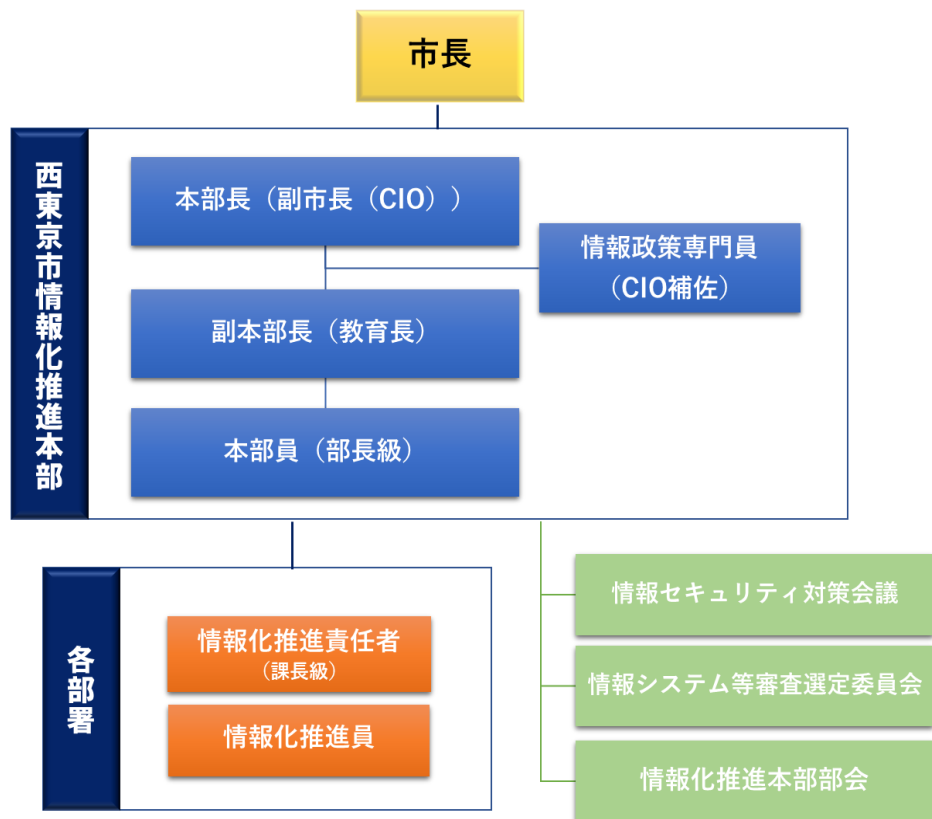 市長
西東京市情報化推進本部
本部長（副市長（CIO））
情報政策専門員
（CIO補佐）
副本部長（教育長）
本部員（部長級）
各部署
情報化推進責任者
（課長級）
情報化推進員
情報セキュリティ対策会議
情報システム等審査選定委員会
情報化推進本部部会